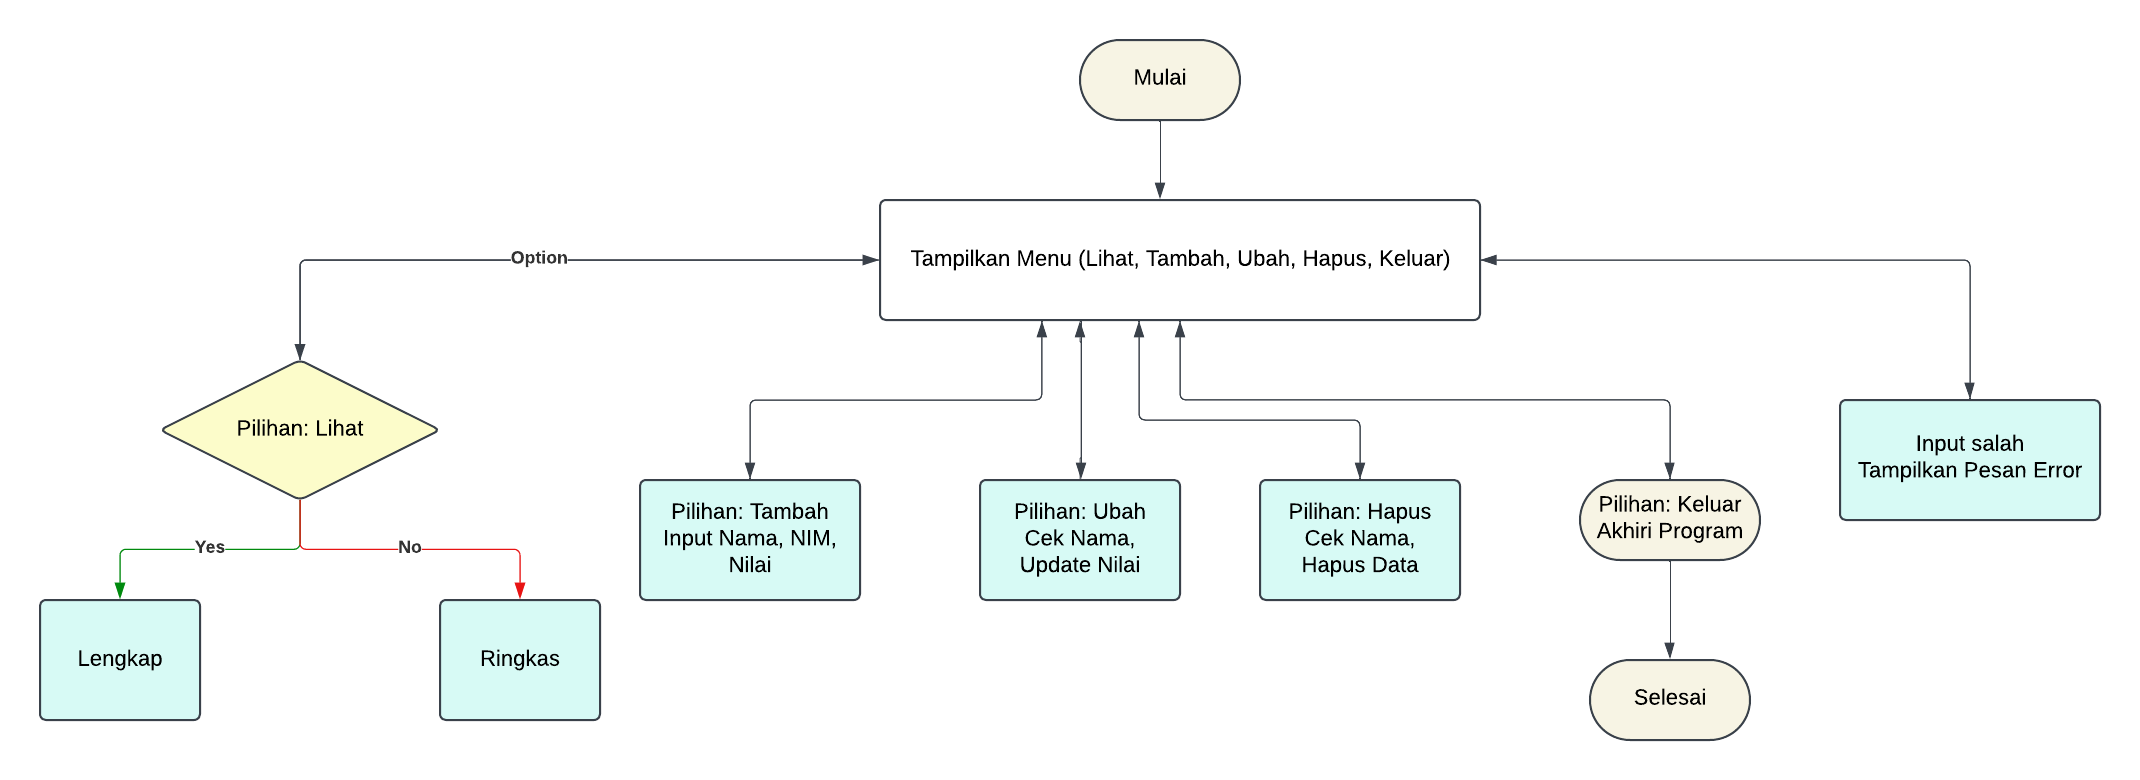 Mulai
Tampilkan Menu (Lihat, Tambah, Ubah, Hapus, Keluar)
Option
Pilihan: Lihat
Yes
No
Lengkap
Ringkas
Pilihan: Tambah
Input Nama, NIM,
Nilai
Pilihan: Ubah
Cek Nama,
Update Nilai
Pilihan: Hapus
Cek Nama,
Hapus Data
Pilihan: Keluar
Akhiri Program
Selesai
Input salah
Tampilkan Pesan Error